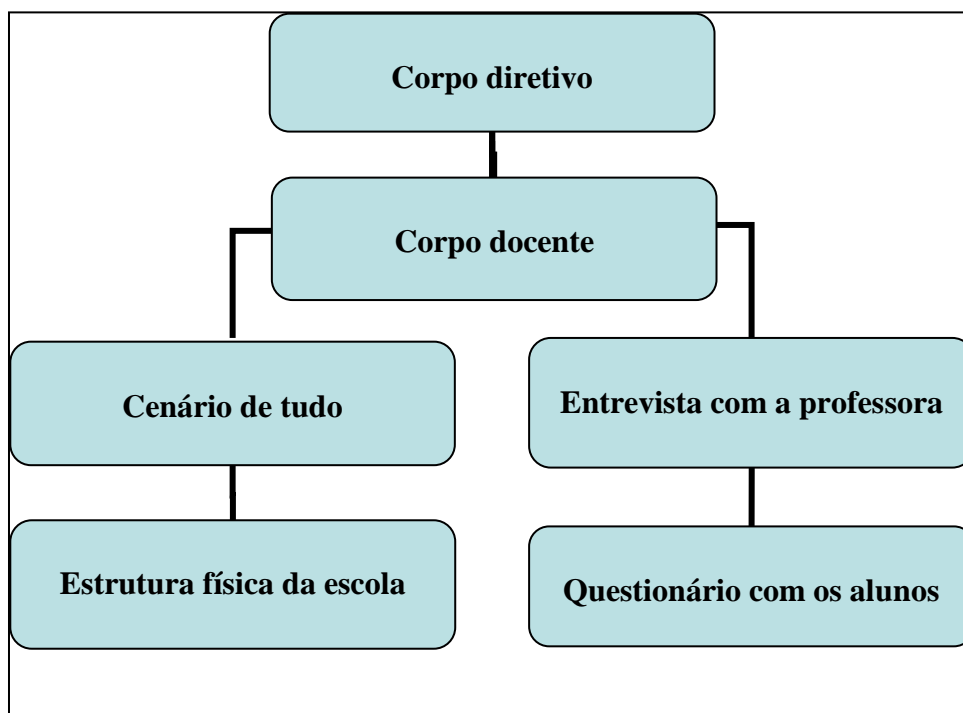 Corpo diretivo
Corpo docente
Cenário de tudo
Entrevista com a professora
Estrutura física da escola
Questionário com os alunos